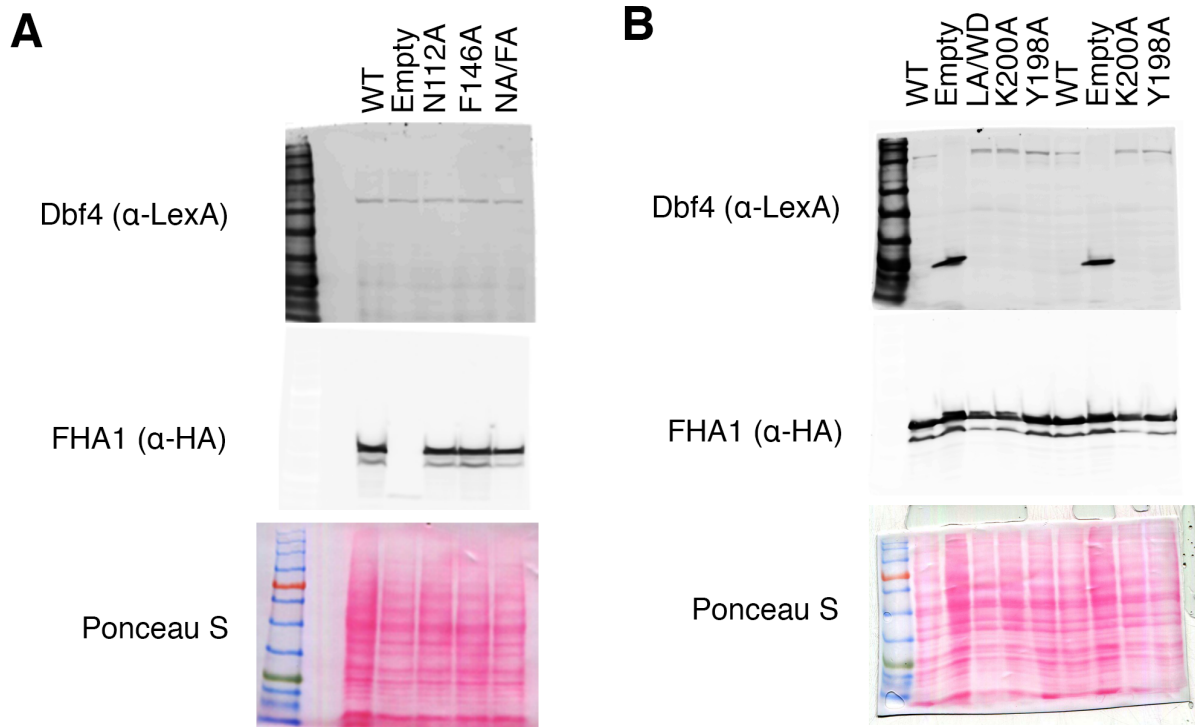 A
WT
Empty
N112A
F146A
NA/FA
Dbf4 (α-LexA)
FHA1 (α-HA)
Ponceau S
B
WT
Empty
LA/WD
K200A
Y198A
WT
Empty
K200A
Y198A
Dbf4 (α-LexA)
FHA1 (α-HA)
Ponceau S